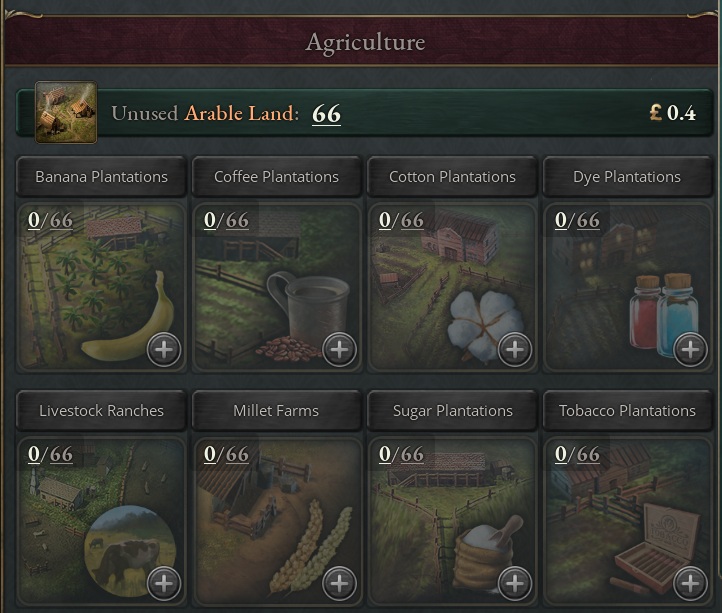 Agriculture
Unused Arable Land: 66 £ 0.4
Banana Plantations Coffee Plantations Cotton Plantations Dye Plantations
0/66 0/66 0/66 0/66
Livestock Ranches Millet Farms Sugar Plantations Tobacco Plantations
0/66 0/66 0/66 0/66